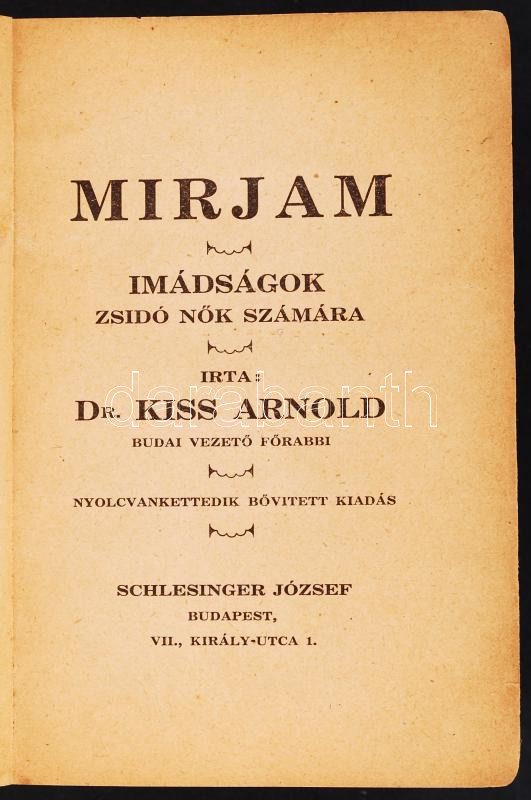 MIRJAM
IMÁDSÁGOK
ZSIDÓ NŐK SZÁMÁRA
IRTA:
DR. KISS ARNOLD
BUDAI VEZETŐ FŐRABBI
NYOLCVANKETTEDIK BŐVITETT KIADÁS
SCHLESINGER JÓZSEF
BUDAPEST,
VII., KIRÁLY-UTCA 1.
darabanth